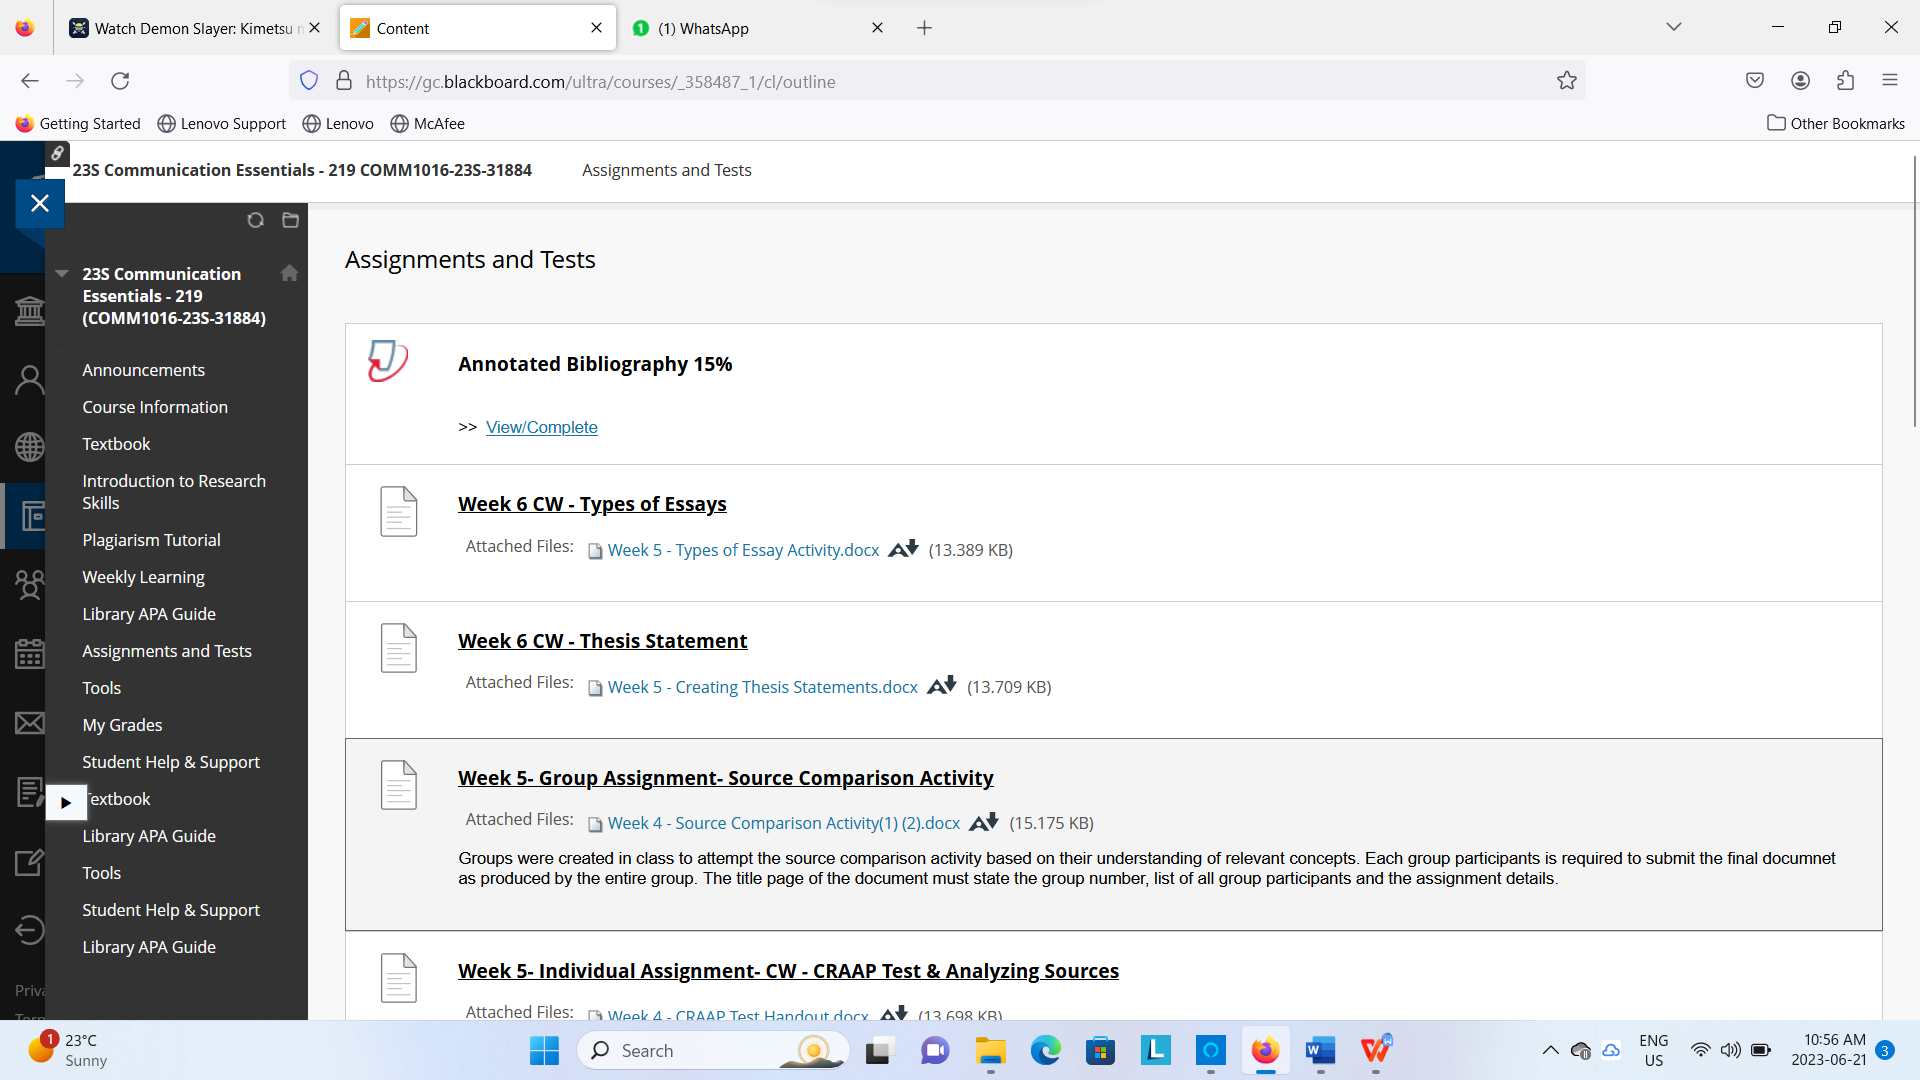 Watch Demon Slayer: Kimetsu n
Content
(1) WhatsApp
https://gc.blackboard.com/ultra/courses/_358487_1/cl/outline
Getting Started
Lenovo Support
Lenovo
McAfee
Other Bookmarks
23S Communication Essentials - 219 COMM1016-23S-31884
Assignments and Tests
23S Communication
Essentials - 219
(COMM1016-23S-31884)
Announcements
Course Information
Textbook
Introduction to Research
Skills
Plagiarism Tutorial
Weekly Learning
Library APA Guide
Assignments and Tests
Tools
My Grades
Student Help & Support
Textbook
Library APA Guide
Tools
Student Help & Support
Library APA Guide
Priva
Assignments and Tests
Annotated Bibliography 15%
>> View/Complete
Week 6 CW - Types of Essays
Attached Files: Week 5 - Types of Essay Activity.docx (13.389 KB)
Week 6 CW - Thesis Statement
Attached Files: Week 5 - Creating Thesis Statements.docx (13.709 KB)
Week 5- Group Assignment- Source Comparison Activity
Attached Files: Week 4 - Source Comparison Activity(1) (2).docx (15.175 KB)
Groups were created in class to attempt the source comparison activity based on their understanding of relevant concepts. Each group participants is required to submit the final documnet
as produced by the entire group. The title page of the document must state the group number, list of all group participants and the assignment details.
Week 5- Individual Assignment- CW - CRAAP Test & Analyzing Sources
Attached Files: Week 4 - CRAAP Test Handout.docx (13.698 KB)
1
23°C
Sunny
Search
ENG
US
10:56 AM
2023-06-21
3